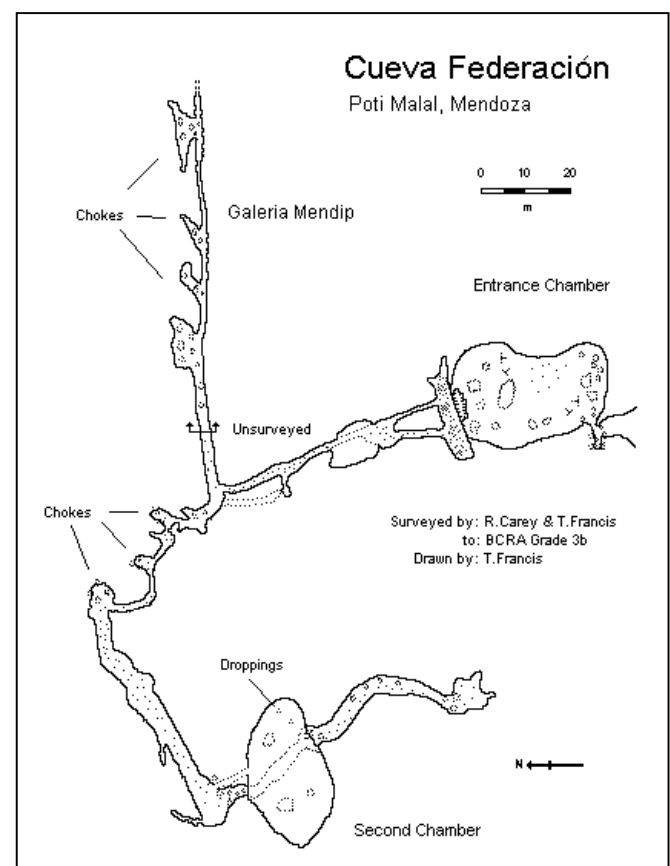 Cueva Federación
Poti Malal, Mendoza
0 10 20
m
Chokes
Galeria Mendip
Entrance Chamber
Unsurveyed
Chokes
Surveyed by: R.Carey & T.Francis
to: BCRA Grade 3b
Drawn by: T.Francis
Droppings
N
Second Chamber